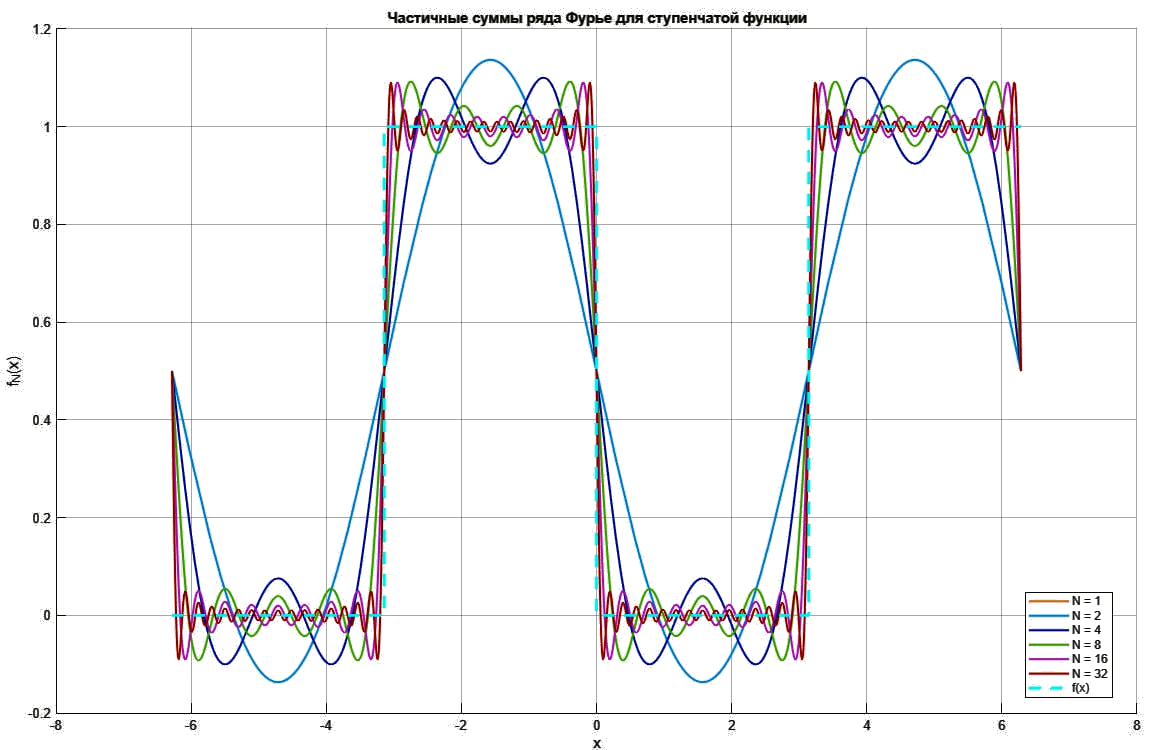 Частичные суммы ряда Фурье для ступенчатой функции
1.2
1
0.8
0.6
0.4
0.2
0
-0.2
fN(x)
-8 -6 -4 -2 0 2 4 6 8
x
N = 1
N = 2
N = 4
N = 8
N = 16
N = 32
f(x)